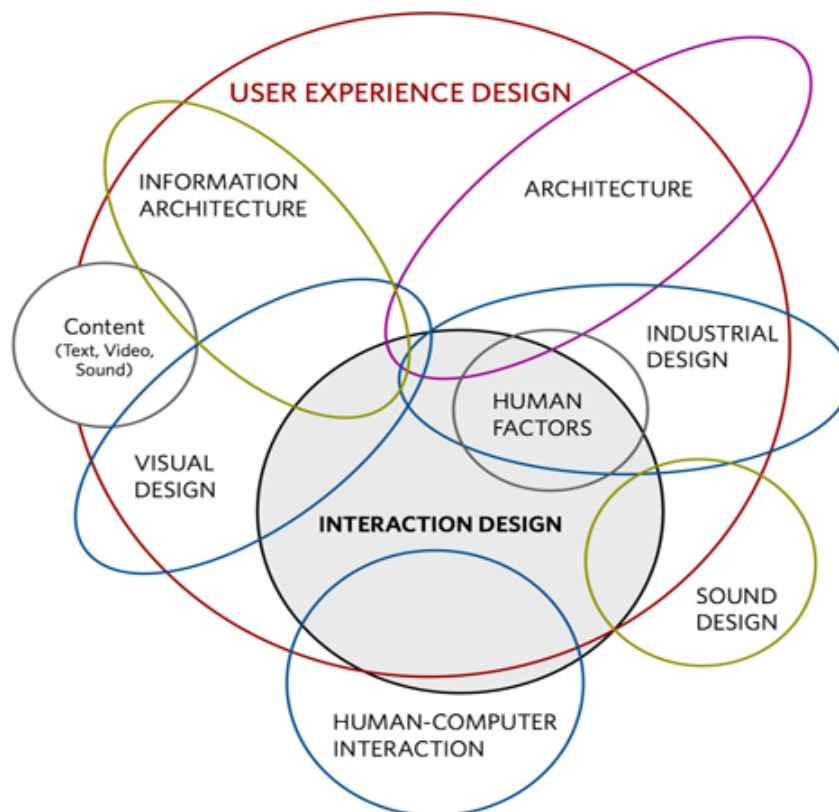 USER EXPERIENCE DESIGN
INFORMATION
ARCHITECTURE
ARCHITECTURE
Content
(Text, Video,
Sound)
INDUSTRIAL
DESIGN
HUMAN
FACTORS
VISUAL
DESIGN
INTERACTION DESIGN
SOUND
DESIGN
HUMAN-COMPUTER
INTERACTION